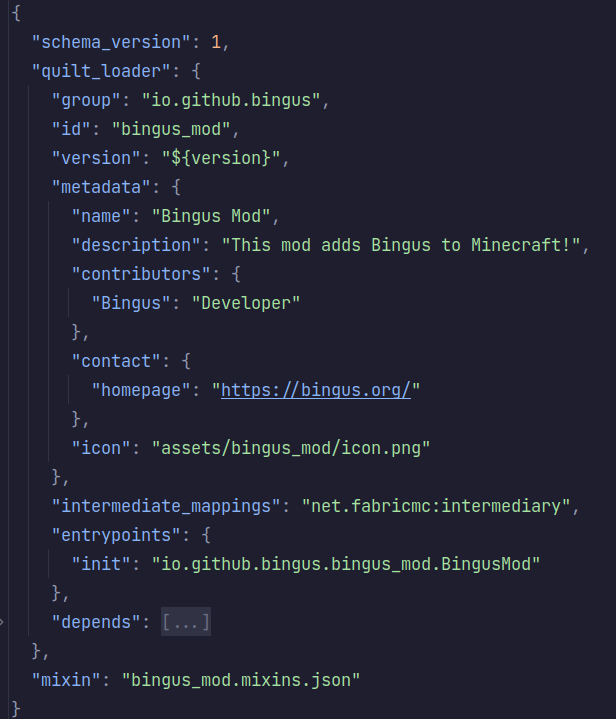 {
"schema_version": 1,
"quilt_loader": {
"group": "io.github.bingus",
"id": "bingus_mod",
"version": "${version}",
"metadata": {
"name": "Bingus Mod",
"description": "This mod adds Bingus to Minecraft!",
"contributors": {
"Bingus": "Developer"
},
"contact": {
"homepage": "https://bingus.org/"
},
"icon": "assets/bingus_mod/icon.png"
},
"intermediate_mappings": "net.fabricmc:intermediary",
"entrypoints": {
"init": "io.github.bingus.bingus_mod.BingusMod"
},
"depends": [...]
},
"mixin": "bingus_mod.mixins.json"
}